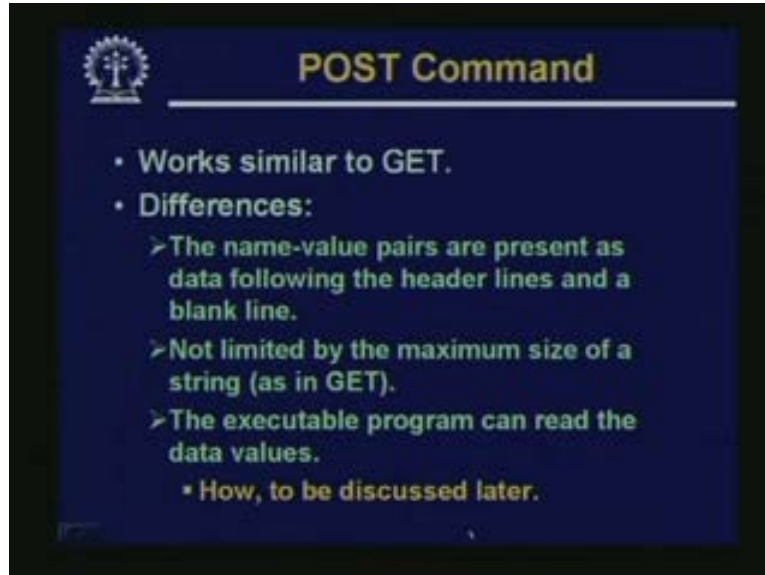 POST Command
• Works similar to GET.
• Differences:
➢The name-value pairs are present as
data following the header lines and a
blank line.
➢Not limited by the maximum size of a
string (as in GET).
➢The executable program can read the
data values.
▪ How, to be discussed later.